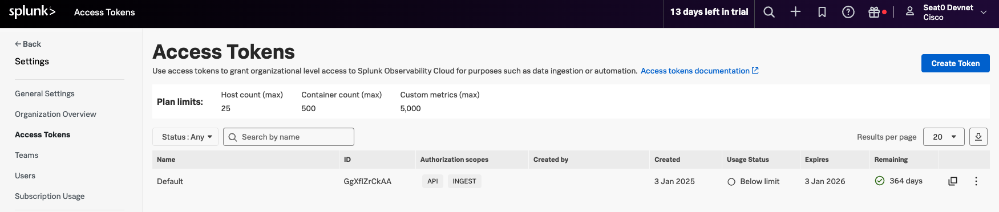 splunk> Access Tokens 13 days left in trial Seat0 Devnet
Cisco
Back
Settings
General Settings
Organization Overview
Access Tokens
Teams
Users
Subscription Usage
Access Tokens
Use access tokens to grant organizational level access to Splunk Observability Cloud for purposes such as data ingestion or automation. Access tokens documentation
Create Token
Plan limits:
Host count (max) Container count (max) Custom metrics (max)
25 500 5,000
Status : Any Search by name Results per page 20
Name ID Authorization scopes Created by Created Usage Status Expires Remaining
Default GgXfIZrCkAA API INGEST 3 Jan 2025 Below limit 3 Jan 2026 364 days